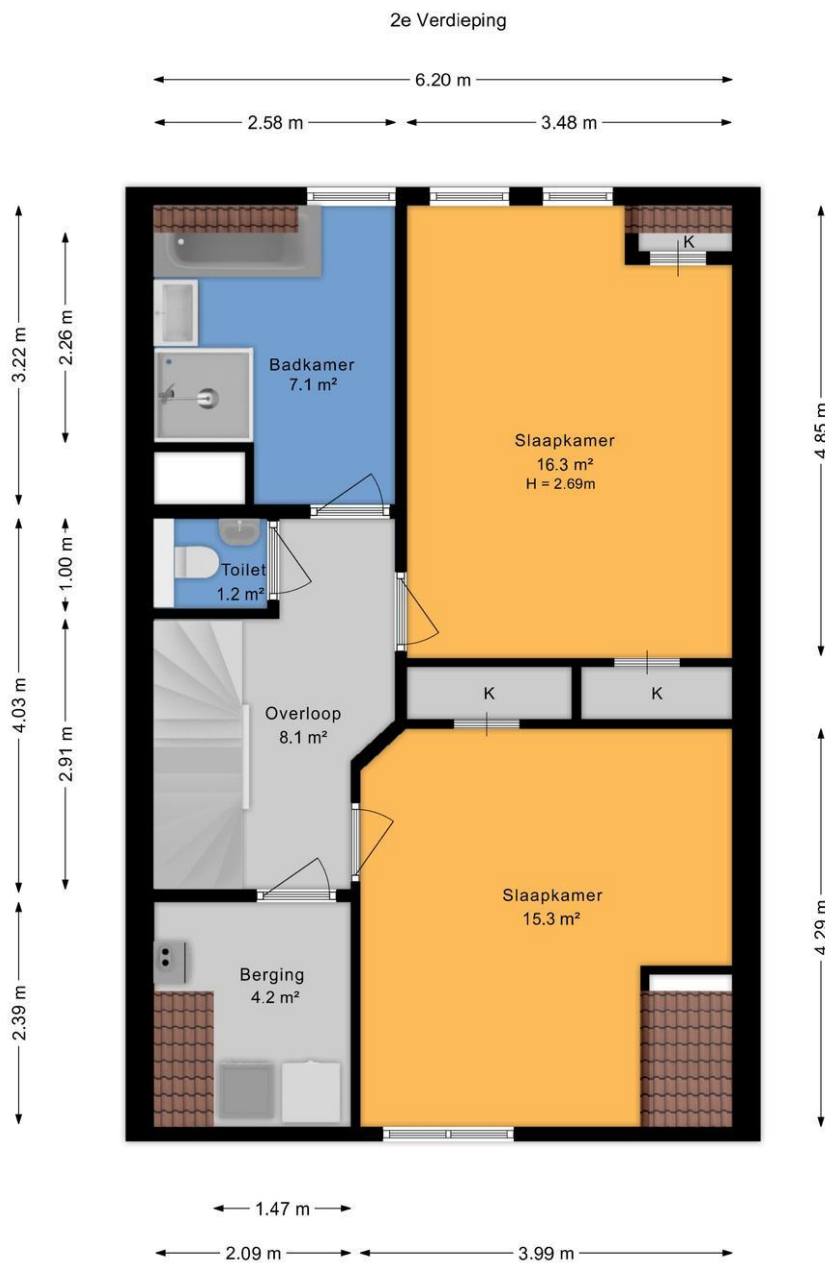 2e Verdieping
6.20 m
2.58 m
3.48 m
K
3.22 m
2.26 m
4.85 m
Badkamer
7.1 m²
Slaapkamer
16.3 m²
H = 2.69m
1.00 m
Toilet
1.2 m²
4.03 m
2.91 m
K
K
Overloop
8.1 m²
Slaapkamer
15.3 m²
4.29 m
2.39 m
Berging
4.2 m²
1.47 m
2.09 m
3.99 m